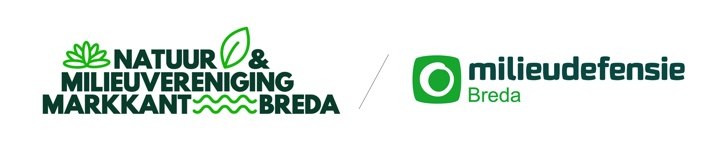 NATUUR &
MILIEUVERENIGING
MARKKANT BREDA
milieudefensie
Breda